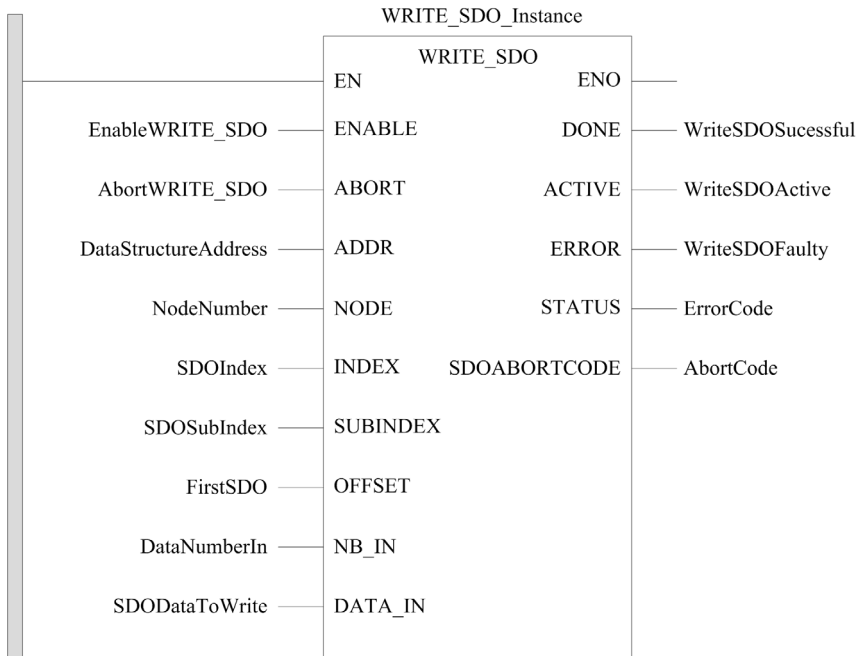 WRITE_SDO_Instance
WRITE_SDO
EN ENO
EnableWRITE_SDO ENABLE DONE WriteSDOSucessful
AbortWRITE_SDO ABORT ACTIVE WriteSDOActive
DataStructureAddress ADDR ERROR WriteSDOFaulty
NodeNumber NODE STATUS ErrorCode
SDOIndex INDEX SDOABORTCODE AbortCode
SDOSubIndex SUBINDEX
FirstSDO OFFSET
DataNumberIn NB_IN
SDODataToWrite DATA_IN